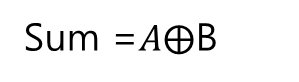 Sum = A⊕B